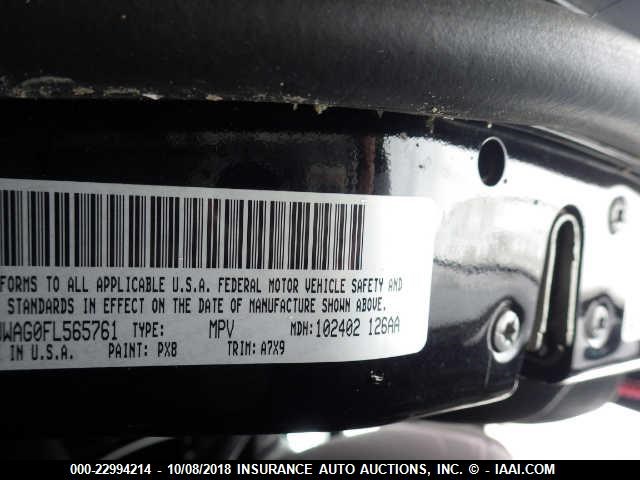 FORMS TO ALL APPLICABLE U.S.A. FEDERAL MOTOR VEHICLE SAFETY AND
STANDARDS IN EFFECT ON THE DATE OF MANUFACTURE SHOWN ABOVE.
WAG0FL565761 TYPE: MPV MDH: 102402 126AA
E IN U.S.A. PAINT: PX8 TRIM: A7X9
000-22994214 - 10/08/2018 INSURANCE AUTO AUCTIONS, INC. © - IAAI.COM